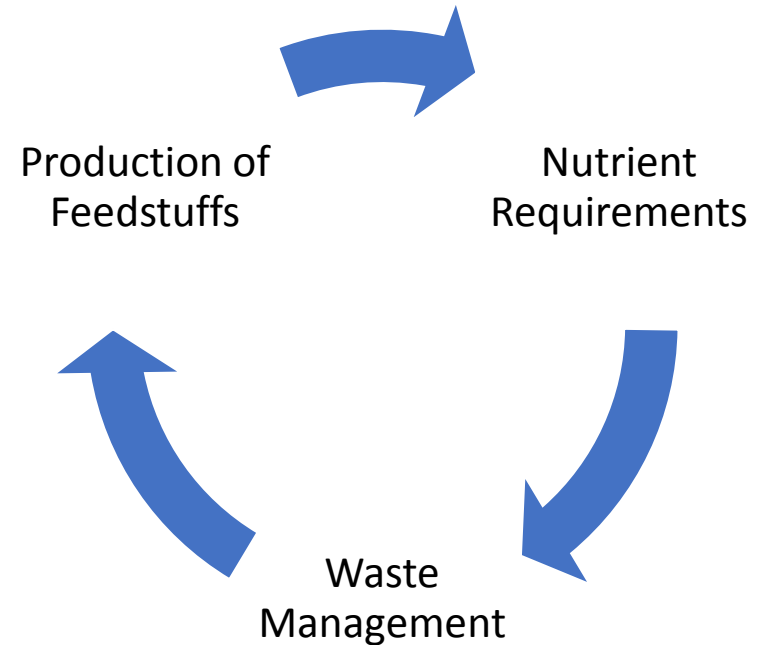 Production of
Feedstuffs
Nutrient
Requirements
Waste
Management